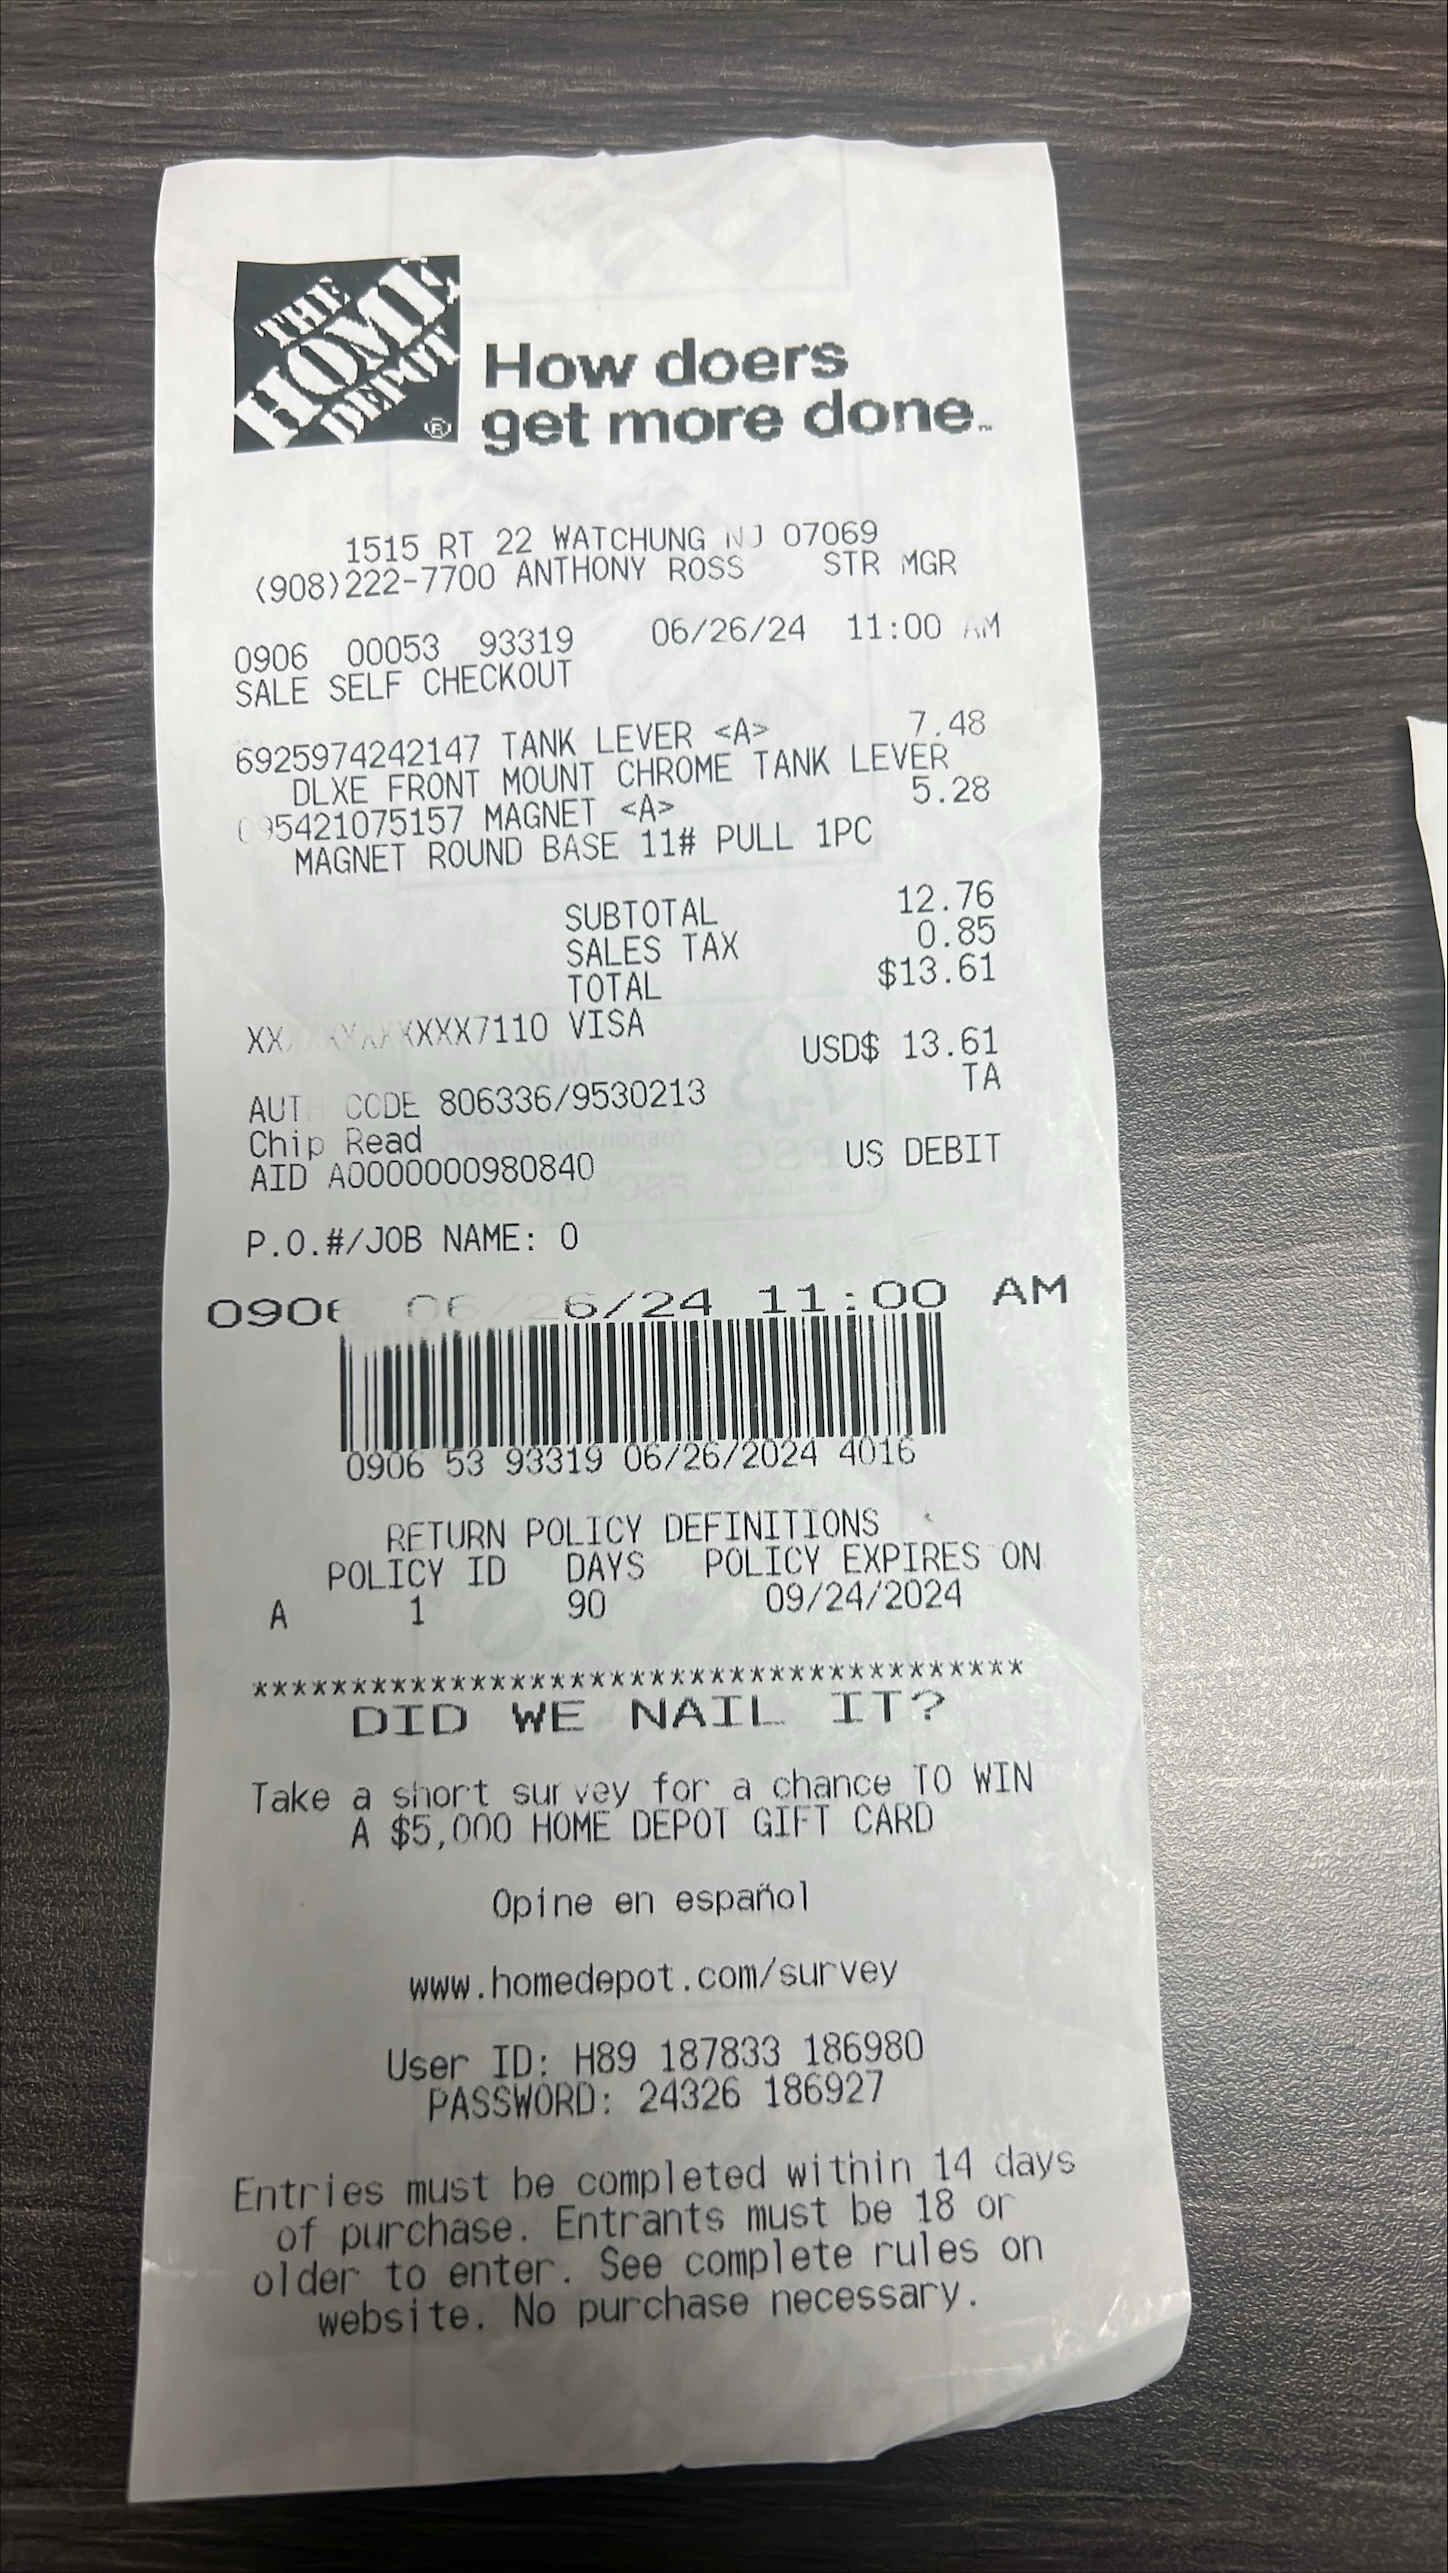 THE
HOME
DEPOT
®
How doers
get more done.™
1515 RT 22 WATCHUNG NJ 07069
(908)222-7700 ANTHONY ROSS STR MGR
0906 00053 93319 06/26/24 11:00 AM
SALE SELF CHECKOUT
6925974242147 TANK LEVER <A> 7.48
DLXE FRONT MOUNT CHROME TANK LEVER
095421075157 MAGNET <A> 5.28
MAGNET ROUND BASE 11# PULL 1PC
SUBTOTAL 12.76
SALES TAX 0.85
TOTAL $13.61
XXXXXXXXXXXX7110 VISA
USD$ 13.61
AUTH CODE 806336/9530213 TA
Chip Read
AID A0000000980840 US DEBIT
P.O.#/JOB NAME: 0
0906 06/26/24 11:00 AM
0906 53 93319 06/26/2024 4016
RETURN POLICY DEFINITIONS
POLICY ID DAYS POLICY EXPIRES ON
A 1 90 09/24/2024
***************************************
DID WE NAIL IT?
Take a short survey for a chance TO WIN
A $5,000 HOME DEPOT GIFT CARD
Opine en español
www.homedepot.com/survey
User ID: H89 187833 186980
PASSWORD: 24326 186927
Entries must be completed within 14 days
of purchase. Entrants must be 18 or
older to enter. See complete rules on
website. No purchase necessary.